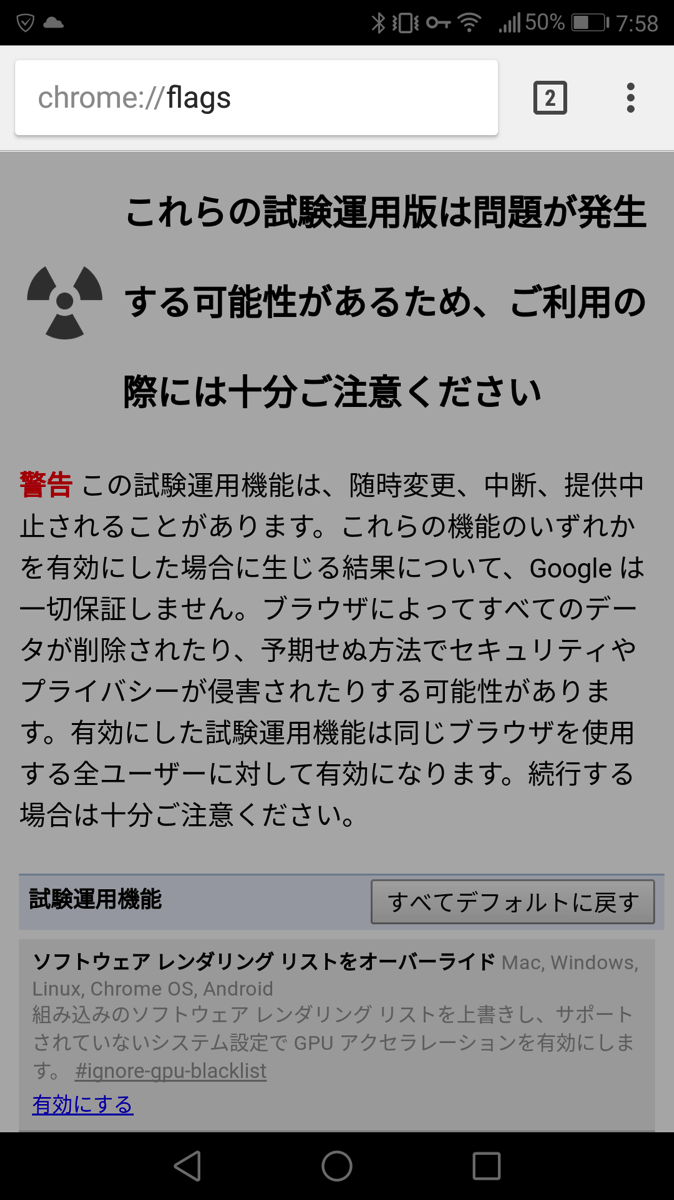 50% 7:58
chrome://flags
2
これらの試験運用版は問題が発生
する可能性があるため、ご利用の
際には十分ご注意ください
警告 この試験運用機能は、随時変更、中断、提供中
止されることがあります。これらの機能のいずれか
を有効にした場合に生じる結果について、Google は
一切保証しません。ブラウザによってすべてのデー
タが削除されたり、予期せぬ方法でセキュリティや
プライバシーが侵害されたりする可能性がありま
す。有効にした試験運用機能は同じブラウザを使用
する全ユーザーに対して有効になります。続行する
場合は十分ご注意ください。
試験運用機能 すべてデフォルトに戻す
ソフトウェア レンダリング リストをオーバーライド Mac, Windows,
Linux, Chrome OS, Android
組み込みのソフトウェア レンダリング リストを上書きし、サポート
されていないシステム設定で GPU アクセラレーションを有効にしま
す。 #ignore-gpu-blacklist
有効にする